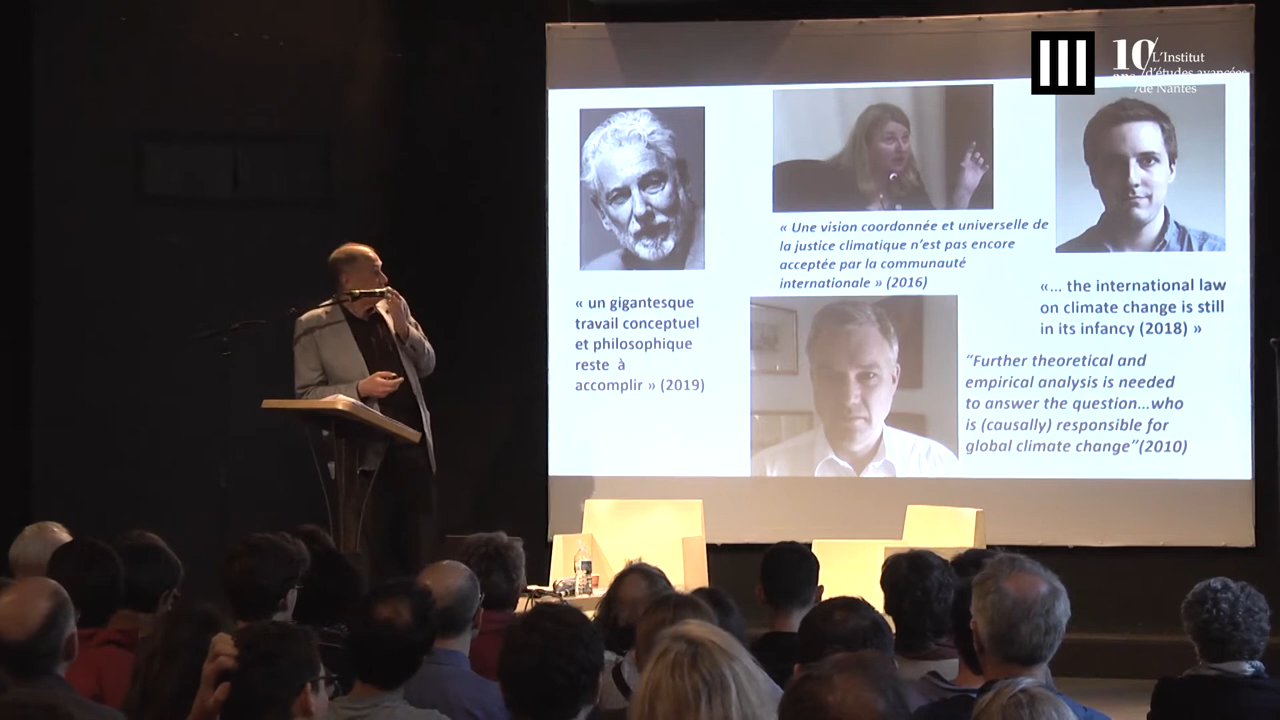 10 L'Institut
ans d'études avancées
de Nantes
« un gigantesque
travail conceptuel
et philosophique
reste à
accomplir » (2019)
« Une vision coordonnée et universelle de
la justice climatique n'est pas encore
acceptée par la communauté
internationale » (2016)
«... the international law
on climate change is still
in its infancy (2018) »
“Further theoretical and
empirical analysis is needed
to answer the question...who
is (causally) responsible for
global climate change”(2010)